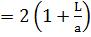 = 2 (1 + L/a)